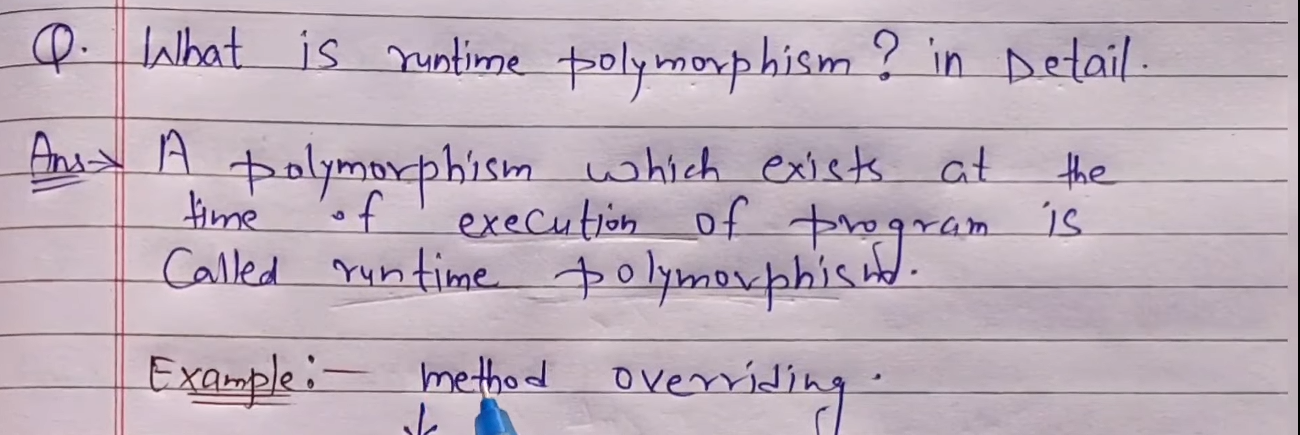 Q. What is runtime polymorphism? in Detail.
Ans→ A polymorphism which exists at the
time of execution of program is
Called runtime polymorphism.
Example:— method overriding.